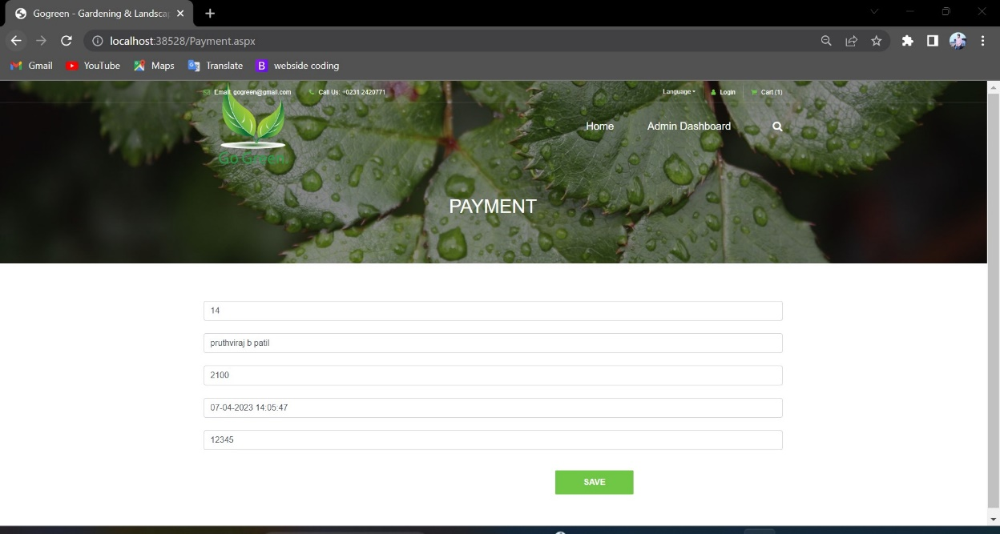 Gogreen - Gardening & Landsca
localhost:38528/Payment.aspx
Gmail YouTube Maps Translate B webside coding
Email: gogreen@gmail.com Call Us: +0231 2420771 Language Login Cart (1)
Home Admin Dashboard
Go Green
PAYMENT
14
pruthviraj b patil
2100
07-04-2023 14:05:47
12345
SAVE